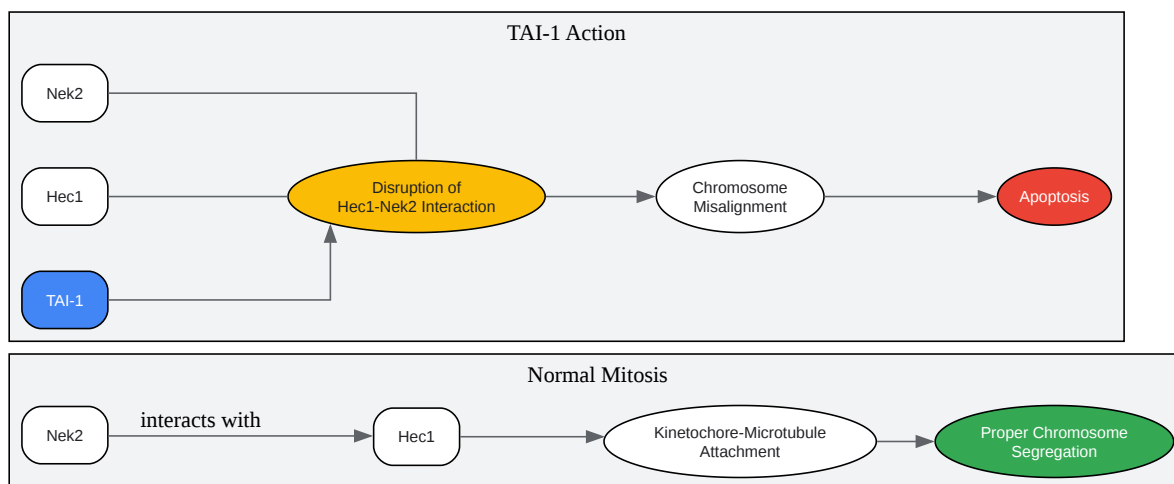 TAI-1 Action
Nek2
Hec1
TAI-1
Disruption of
Hec1-Nek2 Interaction
Chromosome
Misalignment
Apoptosis
Normal Mitosis
Nek2
interacts with
Hec1
Kinetochore-Microtubule
Attachment
Proper Chromosome
Segregation